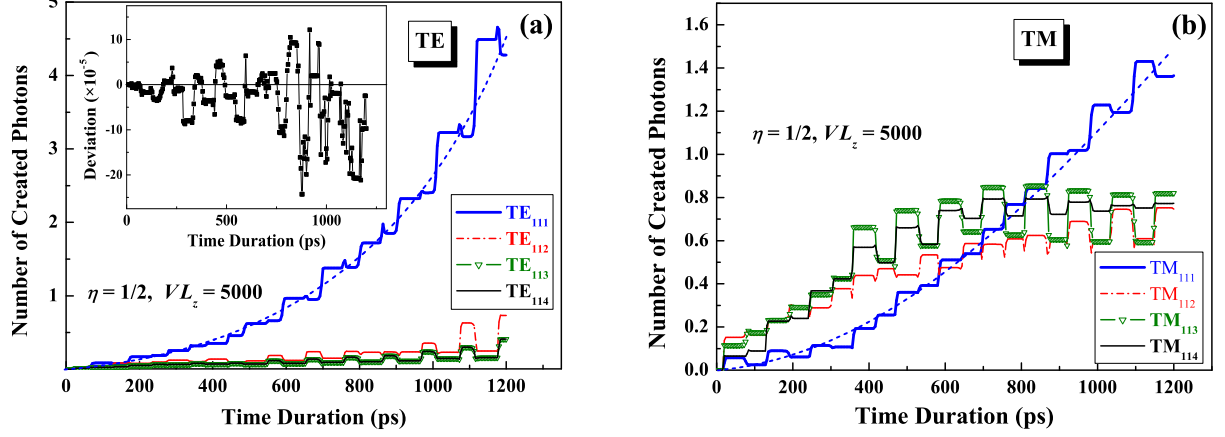 (a)
TE
Number of Created Photons
5
4
3
2
1
Deviation (×10⁻⁵)
10
0
-10
-20
0
500
1000
Time Duration (ps)
TE₁₁₁
TE₁₁₂
TE₁₁₃
TE₁₁₄
η = 1/2, VL_z = 5000
0
200
400
600
800
1000
1200
Time Duration (ps)
(b)
TM
Number of Created Photons
1.6
1.4
1.2
1.0
0.8
0.6
0.4
0.2
0.0
η = 1/2, VL_z = 5000
TM₁₁₁
TM₁₁₂
TM₁₁₃
TM₁₁₄
0
200
400
600
800
1000
1200
Time Duration (ps)